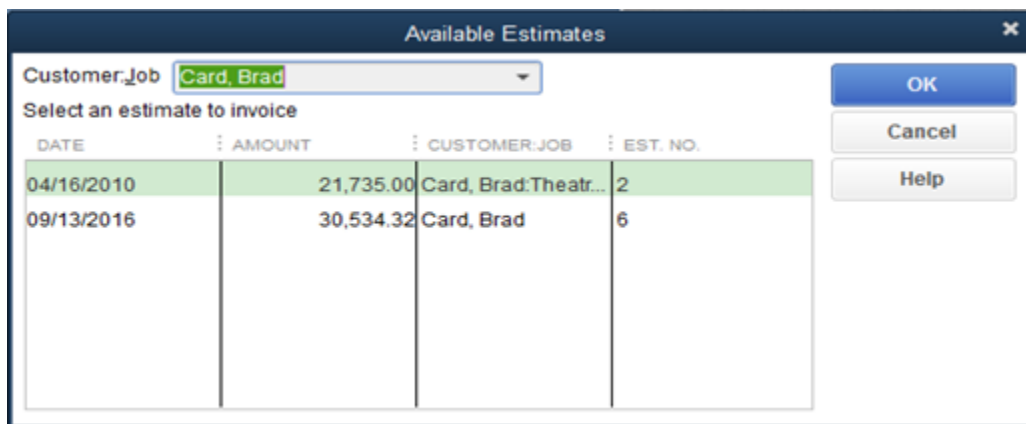 Available Estimates
Customer:Job Card, Brad
OK
Select an estimate to invoice
Cancel
DATE AMOUNT CUSTOMER:JOB EST. NO.
Help
04/16/2010 21,735.00 Card, Brad:Theatr... 2
09/13/2016 30,534.32 Card, Brad 6